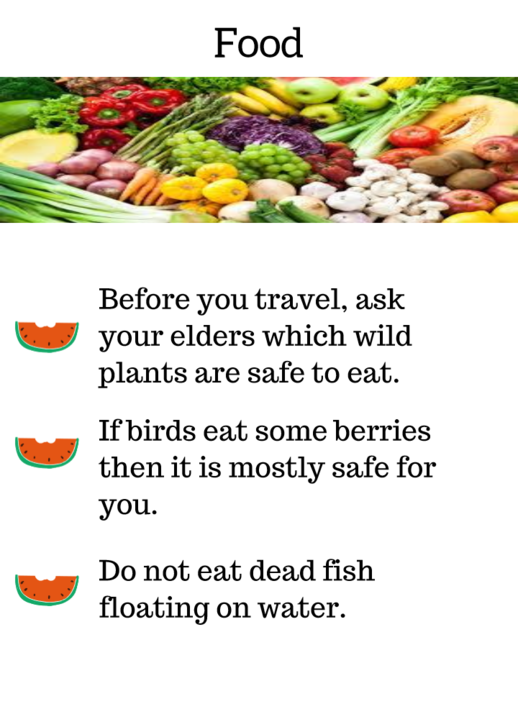 Food
Before you travel, ask
your elders which wild
plants are safe to eat.
If birds eat some berries
then it is mostly safe for
you.
Do not eat dead fish
floating on water.